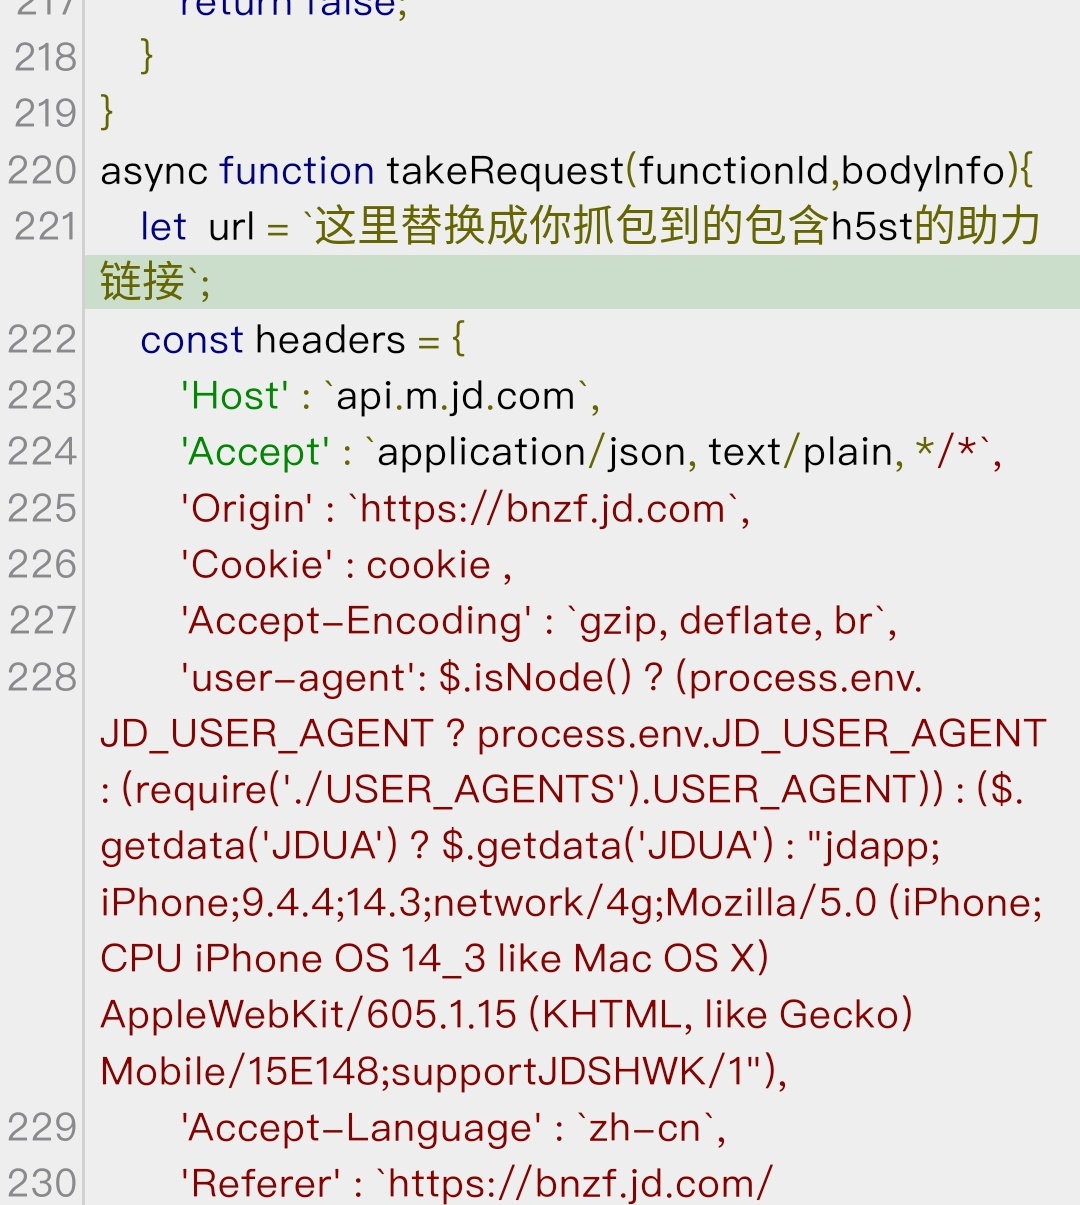 217 return false;
218 }
219 }
220 async function takeRequest(functionId,bodyInfo){
221 let url = `这里替换成你抓包到的包含h5st的助力
链接`;
222 const headers = {
223 'Host' : `api.m.jd.com`,
224 'Accept' : `application/json, text/plain, */*`,
225 'Origin' : `https://bnzf.jd.com`,
226 'Cookie' : cookie ,
227 'Accept-Encoding' : `gzip, deflate, br`,
228 'user-agent': $.isNode() ? (process.env.
JD_USER_AGENT ? process.env.JD_USER_AGENT
: (require('./USER_AGENTS').USER_AGENT)) : ($.
getdata('JDUA') ? $.getdata('JDUA') : "jdapp;
iPhone;9.4.4;14.3;network/4g;Mozilla/5.0 (iPhone;
CPU iPhone OS 14_3 like Mac OS X)
AppleWebKit/605.1.15 (KHTML, like Gecko)
Mobile/15E148;supportJDSHWK/1"),
229 'Accept-Language' : `zh-cn`,
230 'Referer' : `https://bnzf.jd.com/